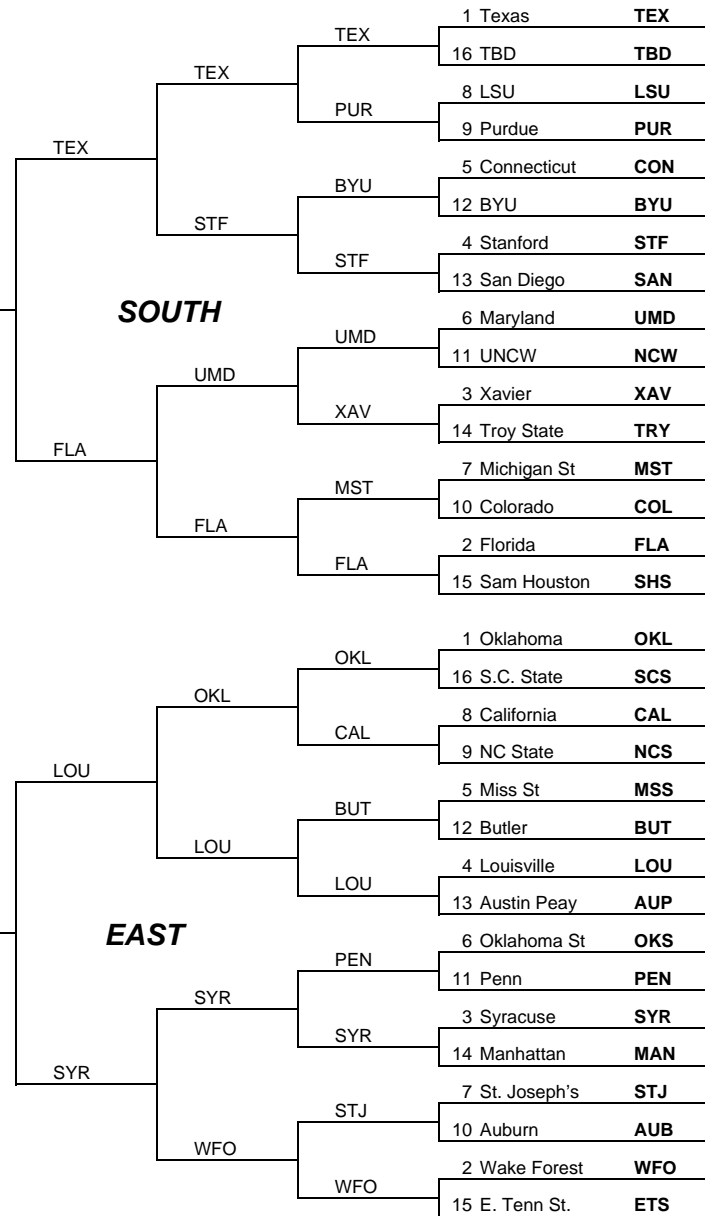 1 Texas TEX
TEX
16 TBD TBD
TEX
8 LSU LSU
PUR
9 Purdue PUR
TEX
5 Connecticut CON
BYU
12 BYU BYU
STF
4 Stanford STF
STF
13 San Diego SAN
SOUTH
6 Maryland UMD
UMD
11 UNCW NCW
UMD
3 Xavier XAV
XAV
14 Troy State TRY
FLA
7 Michigan St MST
MST
10 Colorado COL
FLA
2 Florida FLA
FLA
15 Sam Houston SHS
1 Oklahoma OKL
OKL
16 S.C. State SCS
OKL
8 California CAL
CAL
9 NC State NCS
LOU
5 Miss St MSS
BUT
12 Butler BUT
LOU
4 Louisville LOU
LOU
13 Austin Peay AUP
EAST
6 Oklahoma St OKS
PEN
11 Penn PEN
SYR
3 Syracuse SYR
SYR
14 Manhattan MAN
SYR
7 St. Joseph's STJ
STJ
10 Auburn AUB
WFO
2 Wake Forest WFO
WFO
15 E. Tenn St. ETS